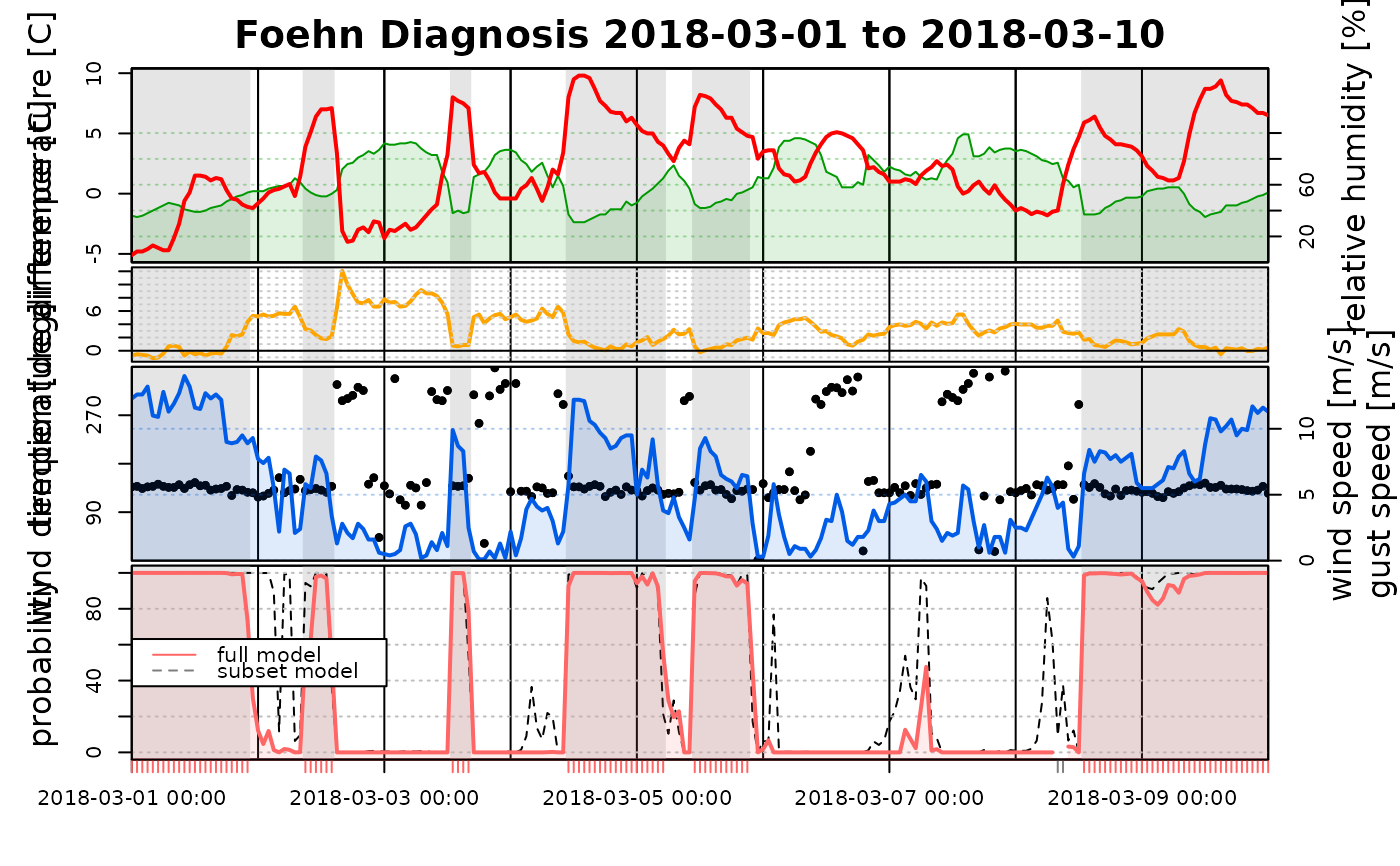 Foehn Diagnosis 2018-03-01 to 2018-03-10
temperature [C]
relative humidity [%]
10
5
0
-5
60
20
6
0
wind speed [m/s]
gust speed [m/s]
270
90
10
5
0
probability
80
40
0
full model
subset model
2018-03-01 00:00
2018-03-03 00:00
2018-03-05 00:00
2018-03-07 00:00
2018-03-09 00:00